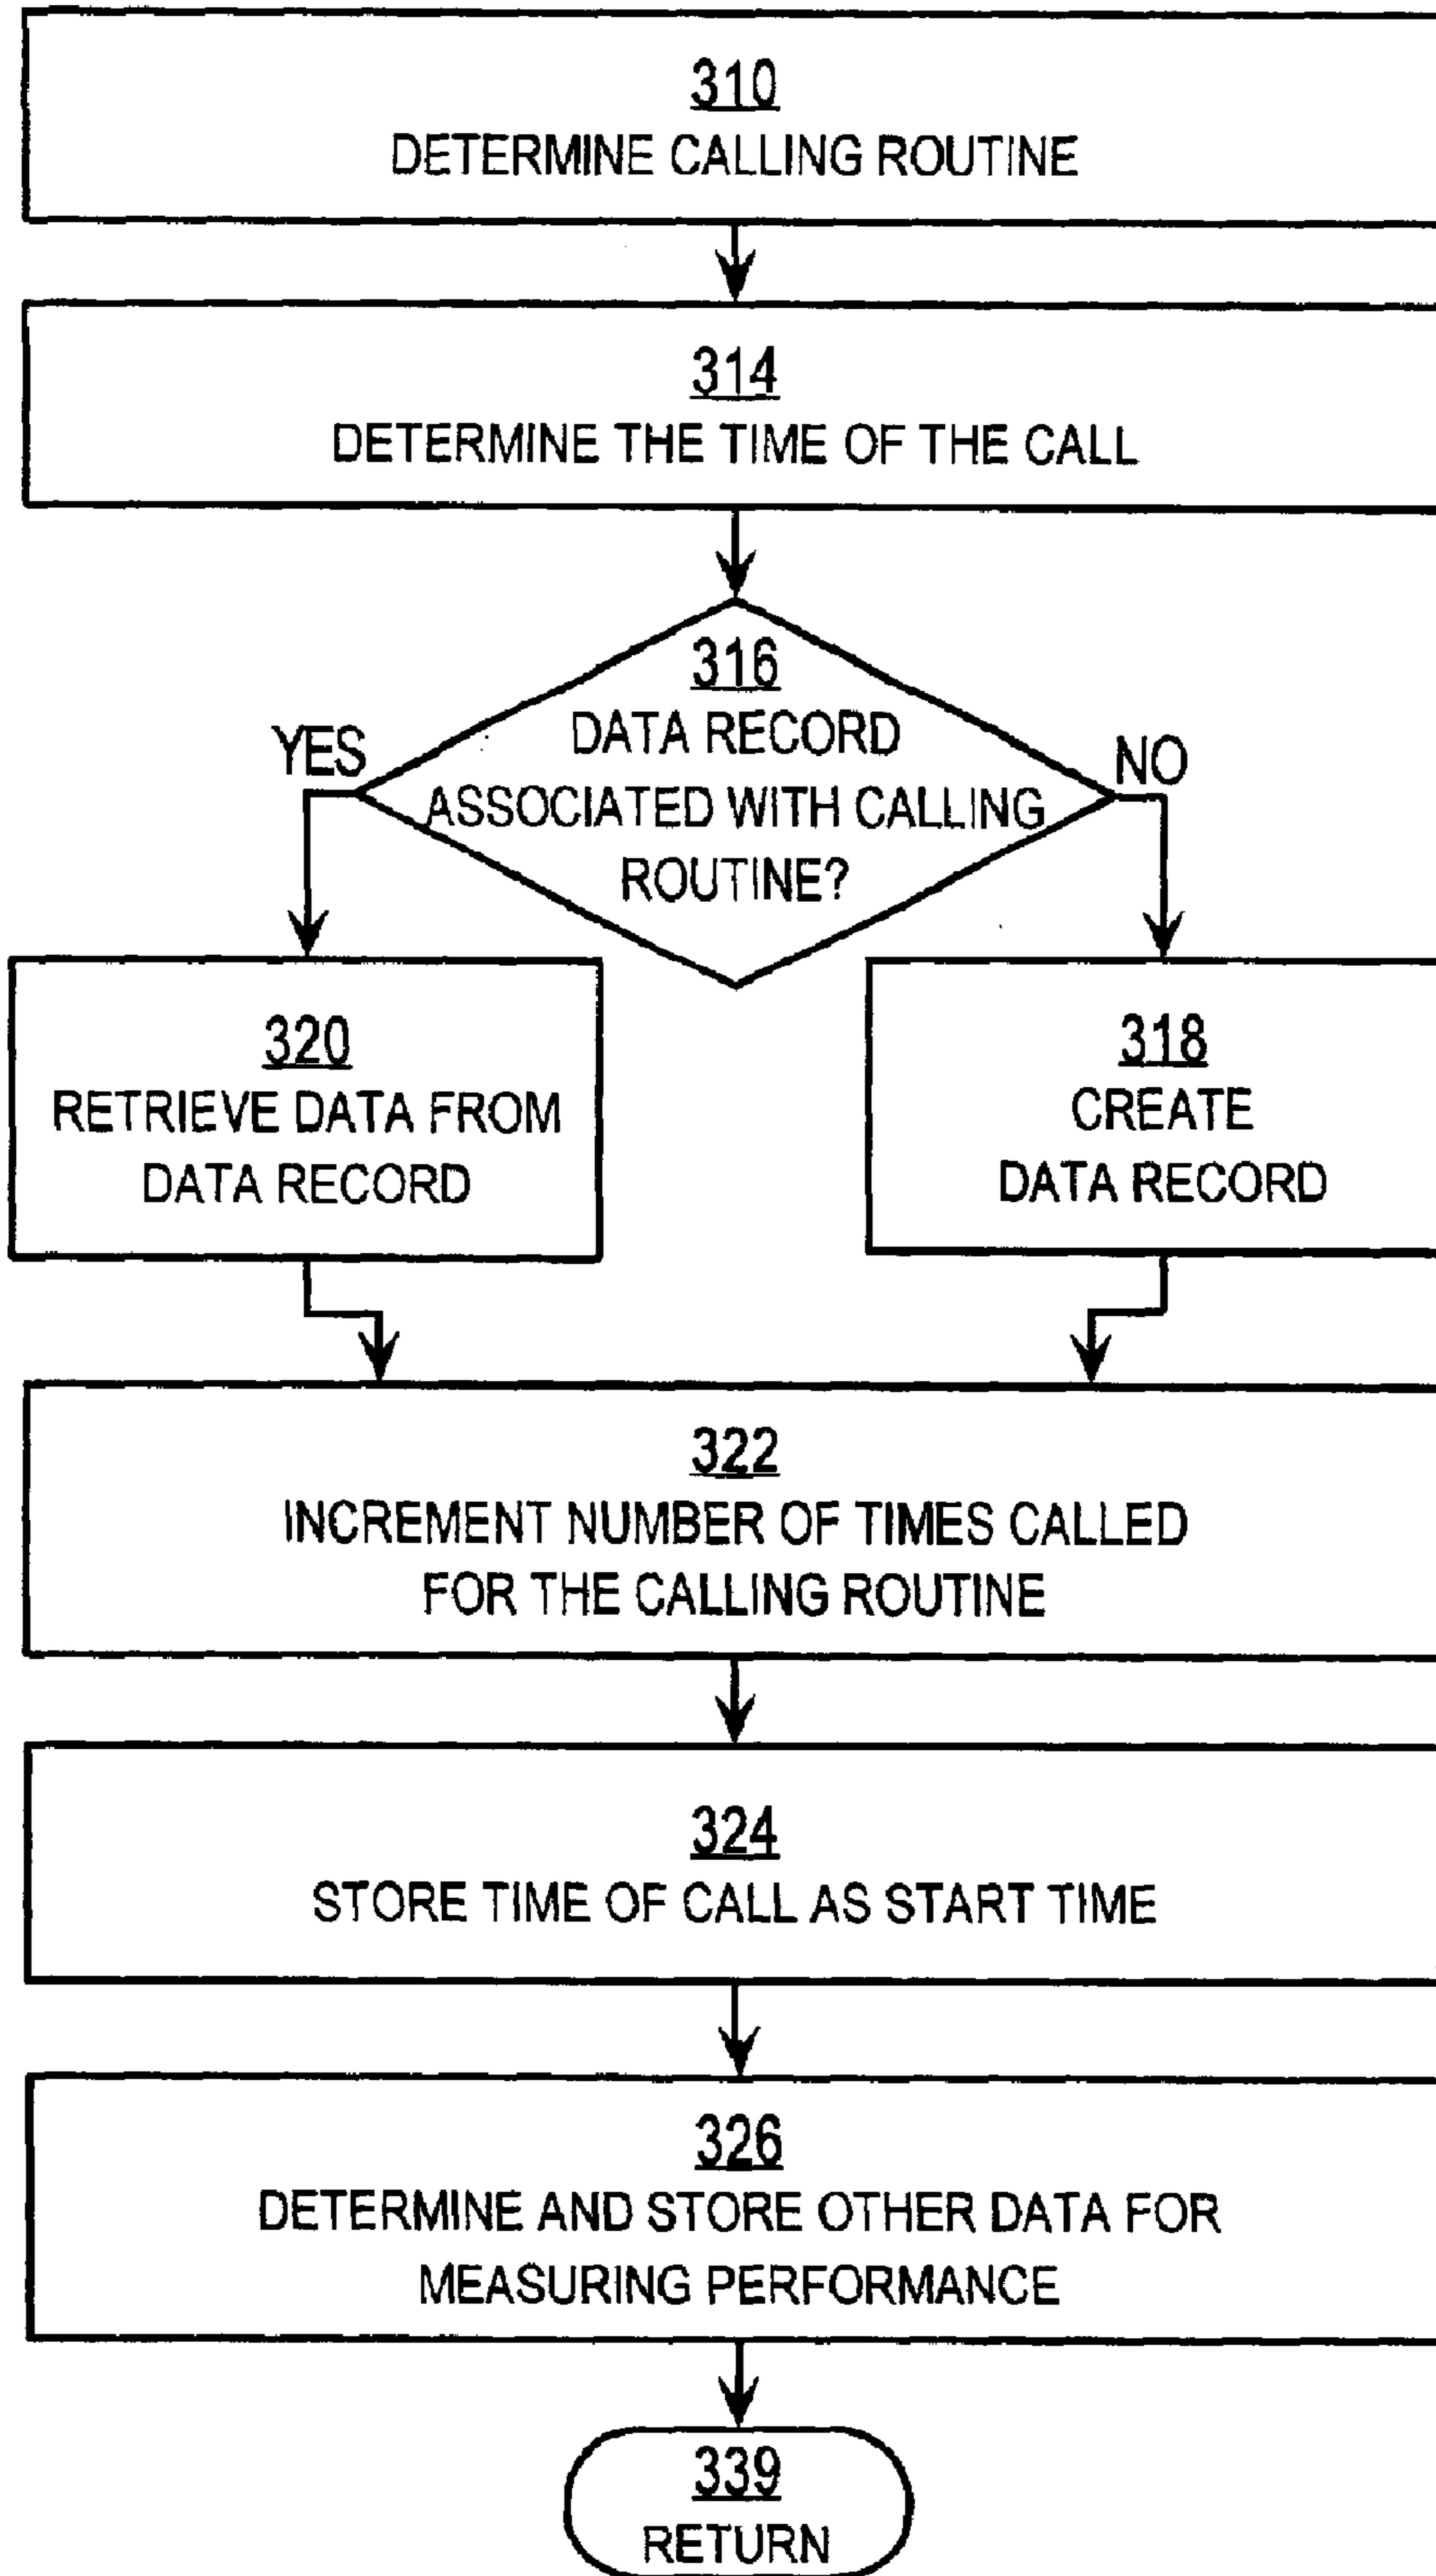 310
DETERMINE CALLING ROUTINE
314
DETERMINE THE TIME OF THE CALL
316
DATA RECORD
ASSOCIATED WITH CALLING
ROUTINE?
YES
NO
320
RETRIEVE DATA FROM
DATA RECORD
318
CREATE
DATA RECORD
322
INCREMENT NUMBER OF TIMES CALLED
FOR THE CALLING ROUTINE
324
STORE TIME OF CALL AS START TIME
326
DETERMINE AND STORE OTHER DATA FOR
MEASURING PERFORMANCE
339
RETURN